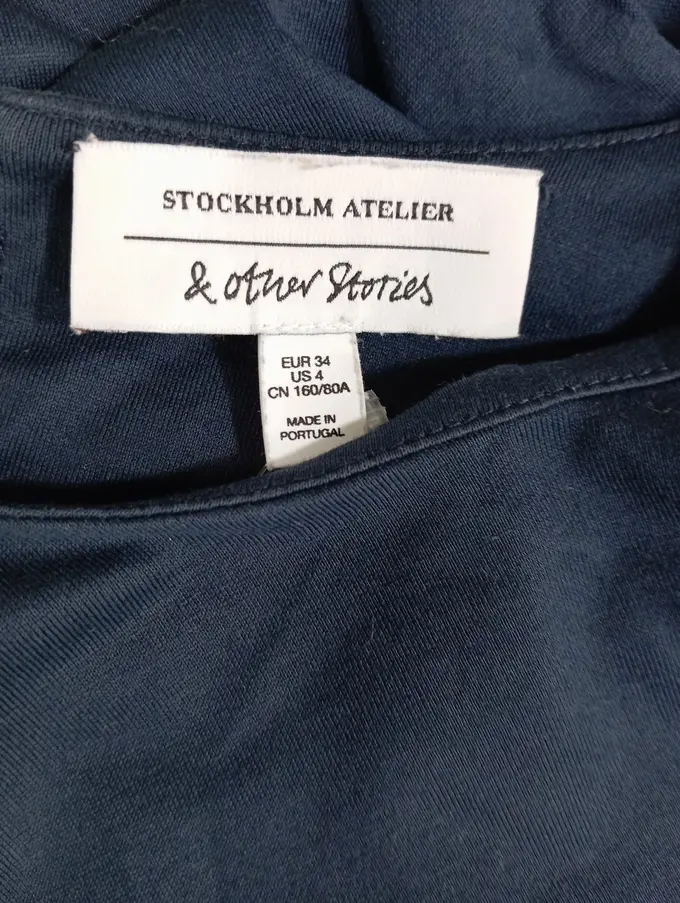 STOCKHOLM ATELIER
& other Stories
EUR 34
US 4
CN 160/80A
MADE IN
PORTUGAL